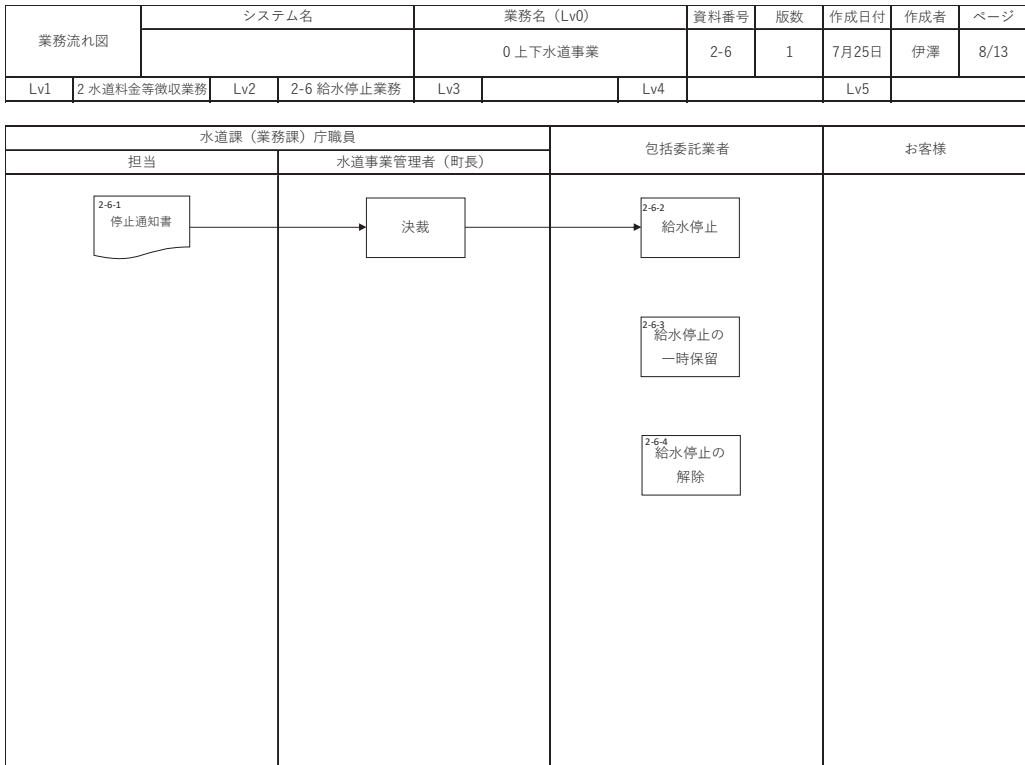 業務流れ図
システム名
業務名（Lv0）
資料番号
版数
作成日付
作成者
ページ
0 上下水道事業
2-6
1
7月25日
伊澤
8/13
Lv1
2 水道料金等徴収業務
Lv2
2-6 給水停止業務
Lv3
Lv4
Lv5
水道課（業務課）庁職員
包括委託業者
お客様
担当
水道事業管理者（町長）
2-6-1
停止通知書
決裁
2-6-2
給水停止
2-6-3
給水停止の
一時保留
2-6-4
給水停止の
解除